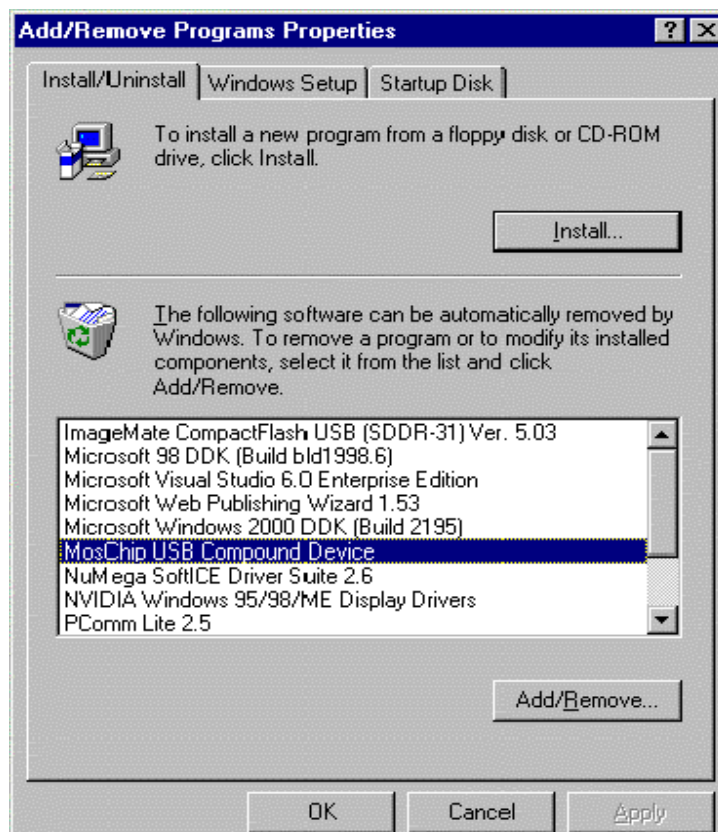 Add/Remove Programs Properties
Install/Uninstall
Windows Setup
Startup Disk
To install a new program from a floppy disk or CD-ROM
drive, click Install.
Install...
The following software can be automatically removed by
Windows. To remove a program or to modify its installed
components, select it from the list and click
Add/Remove.
ImageMate CompactFlash USB (SDDR-31) Ver. 5.03
Microsoft 98 DDK (Build bld1998.6)
Microsoft Visual Studio 6.0 Enterprise Edition
Microsoft Web Publishing Wizard 1.53
Microsoft Windows 2000 DDK (Build 2195)
MosChip USB Compound Device
NuMega SoftICE Driver Suite 2.6
NVIDIA Windows 95/98/ME Display Drivers
PComm Lite 2.5
Add/Remove...
OK
Cancel
Apply